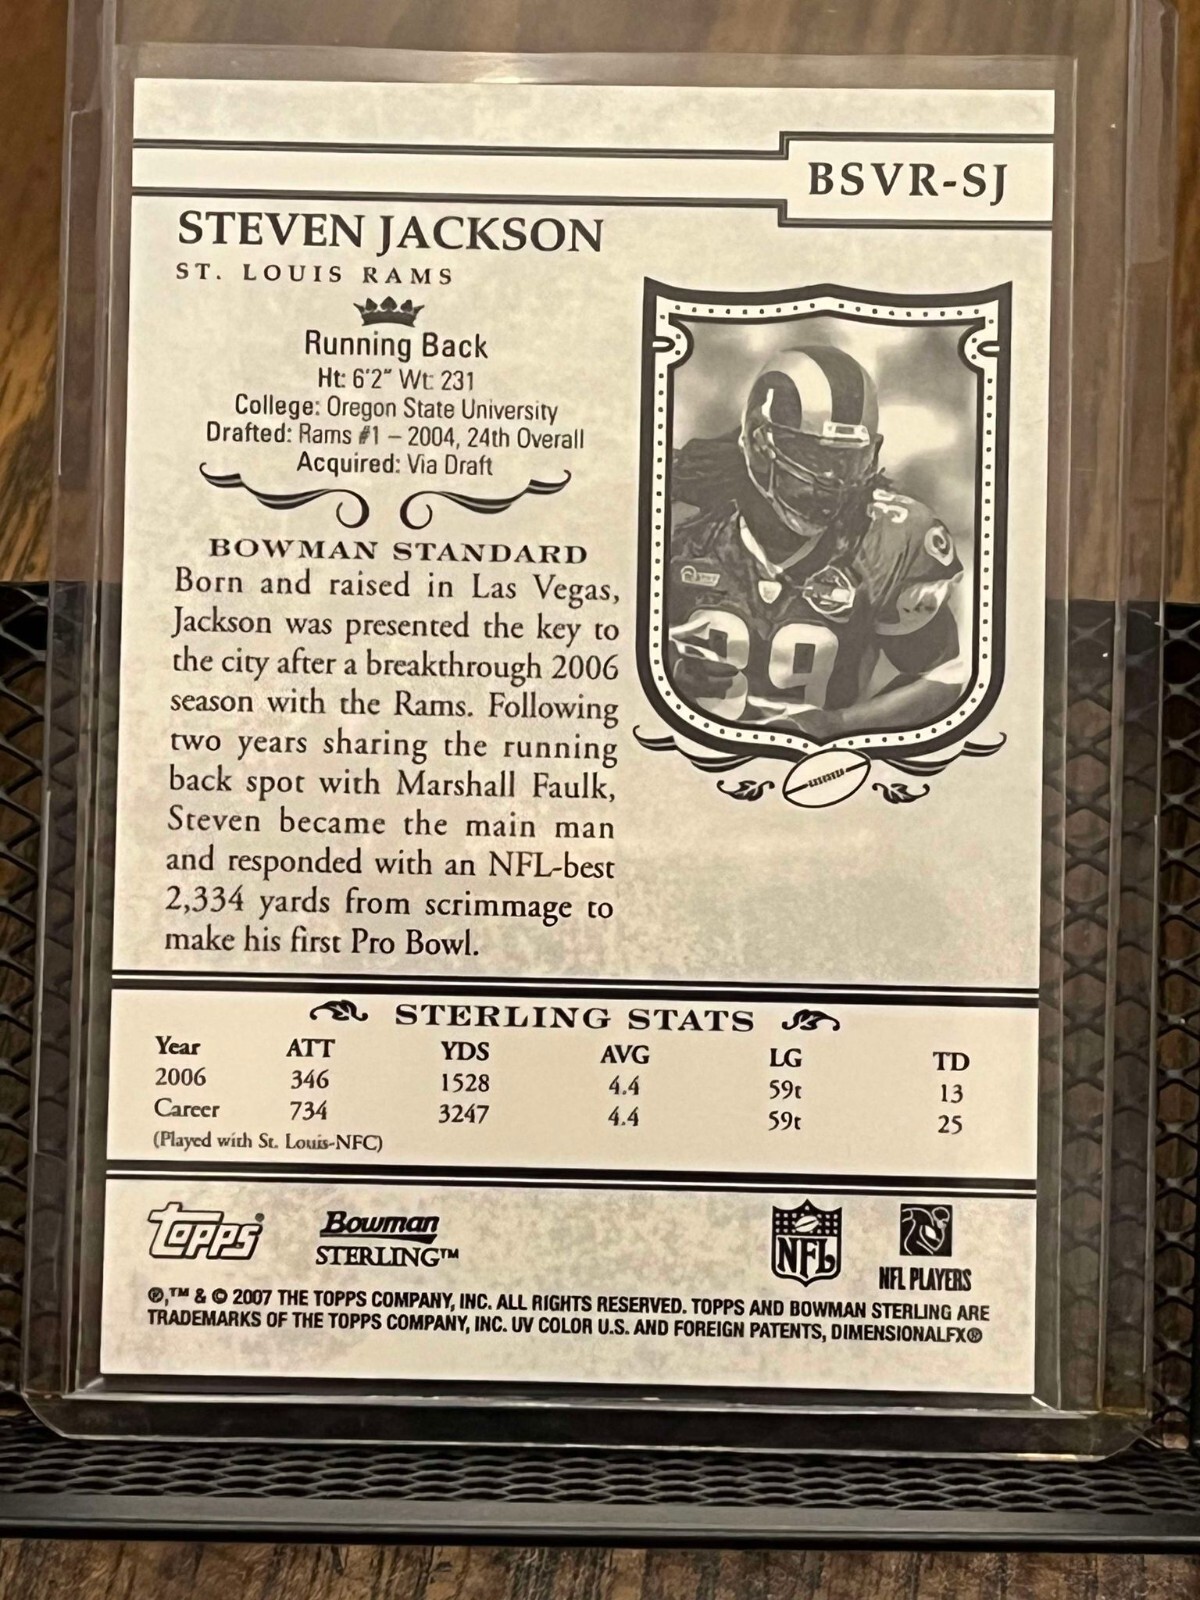 BSVR-SJ
STEVEN JACKSON
ST. LOUIS RAMS
Running Back
Ht: 6'2" Wt: 231
College: Oregon State University
Drafted: Rams #1 – 2004, 24th Overall
Acquired: Via Draft
BOWMAN STANDARD
Born and raised in Las Vegas,
Jackson was presented the key to
the city after a breakthrough 2006
season with the Rams. Following
two years sharing the running
back spot with Marshall Faulk,
Steven became the main man
and responded with an NFL-best
2,334 yards from scrimmage to
make his first Pro Bowl.
39
39
STERLING STATS
Year ATT YDS AVG LG TD
2006 346 1528 4.4 59t 13
Career 734 3247 4.4 59t 25
(Played with St. Louis-NFC)
Topps® Bowman STERLING™ NFL NFL PLAYERS
®,™ & © 2007 THE TOPPS COMPANY, INC. ALL RIGHTS RESERVED. TOPPS AND BOWMAN STERLING ARE
TRADEMARKS OF THE TOPPS COMPANY, INC. UV COLOR U.S. AND FOREIGN PATENTS, DIMENSIONALFX®